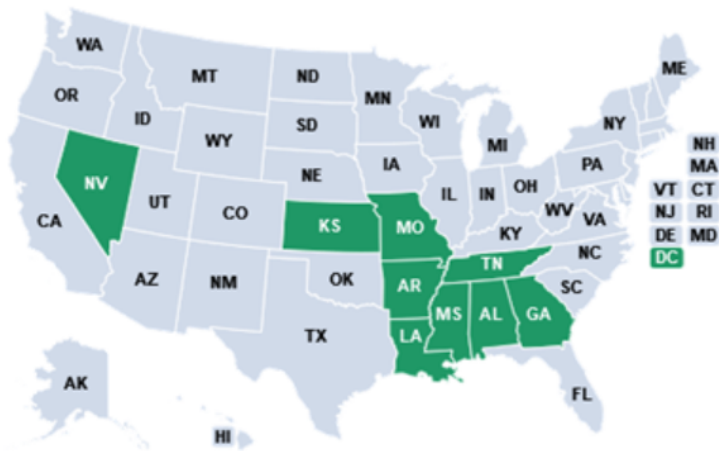 WA
MT
ND
MN
ME
OR
ID
SD
WI
NY
WY
MI
NH
MA
NV
NE
IA
PA
UT
CO
IL
IN
OH
VT
CT
CA
KS
MO
WV
VA
NJ
RI
KY
DE
MD
AZ
NM
OK
AR
TN
NC
DC
SC
TX
LA
MS
AL
GA
AK
FL
HI